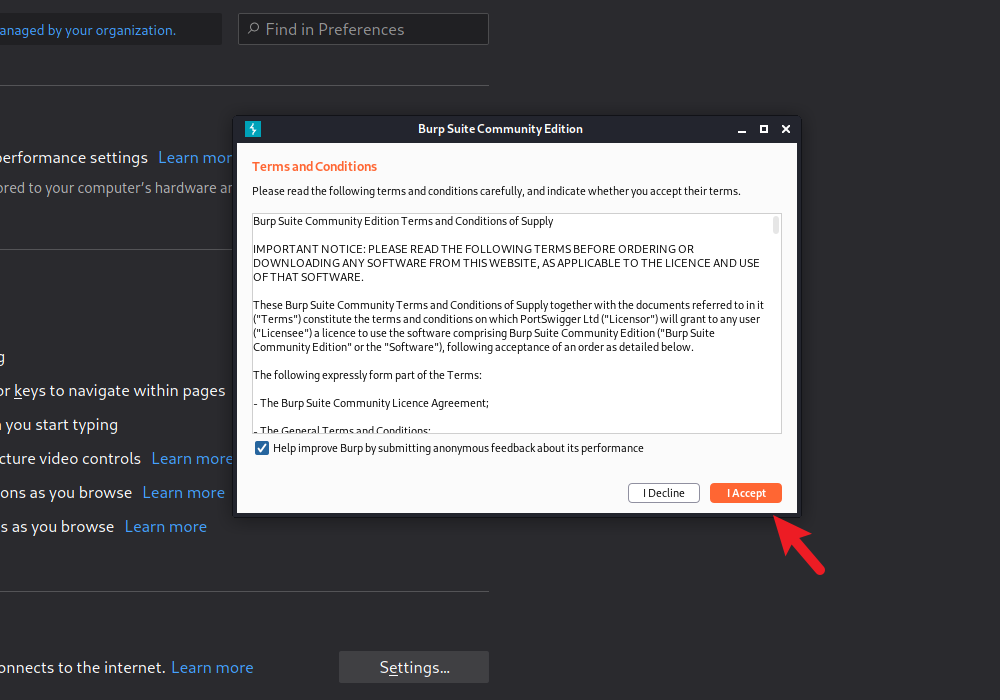 anaged by your organization.
Find in Preferences
performance settings Learn mor
ored to your computer's hardware ar
g
or keys to navigate within pages
you start typing
cture video controls Learn more
ons as you browse Learn more
s as you browse Learn more
onnects to the internet. Learn more
Settings...
Burp Suite Community Edition
Terms and Conditions
Please read the following terms and conditions carefully, and indicate whether you accept their terms.
Burp Suite Community Edition Terms and Conditions of Supply
IMPORTANT NOTICE: PLEASE READ THE FOLLOWING TERMS BEFORE ORDERING OR
DOWNLOADING ANY SOFTWARE FROM THIS WEBSITE, AS APPLICABLE TO THE LICENCE AND USE
OF THAT SOFTWARE.
These Burp Suite Community Terms and Conditions of Supply together with the documents referred to in it
("Terms") constitute the terms and conditions on which PortSwigger Ltd ("Licensor") will grant to any user
("Licensee") a licence to use the software comprising Burp Suite Community Edition ("Burp Suite
Community Edition" or the "Software"), following acceptance of an order as detailed below.
The following expressly form part of the Terms:
- The Burp Suite Community Licence Agreement;
- The General Terms and Conditions;
Help improve Burp by submitting anonymous feedback about its performance
I Decline
I Accept